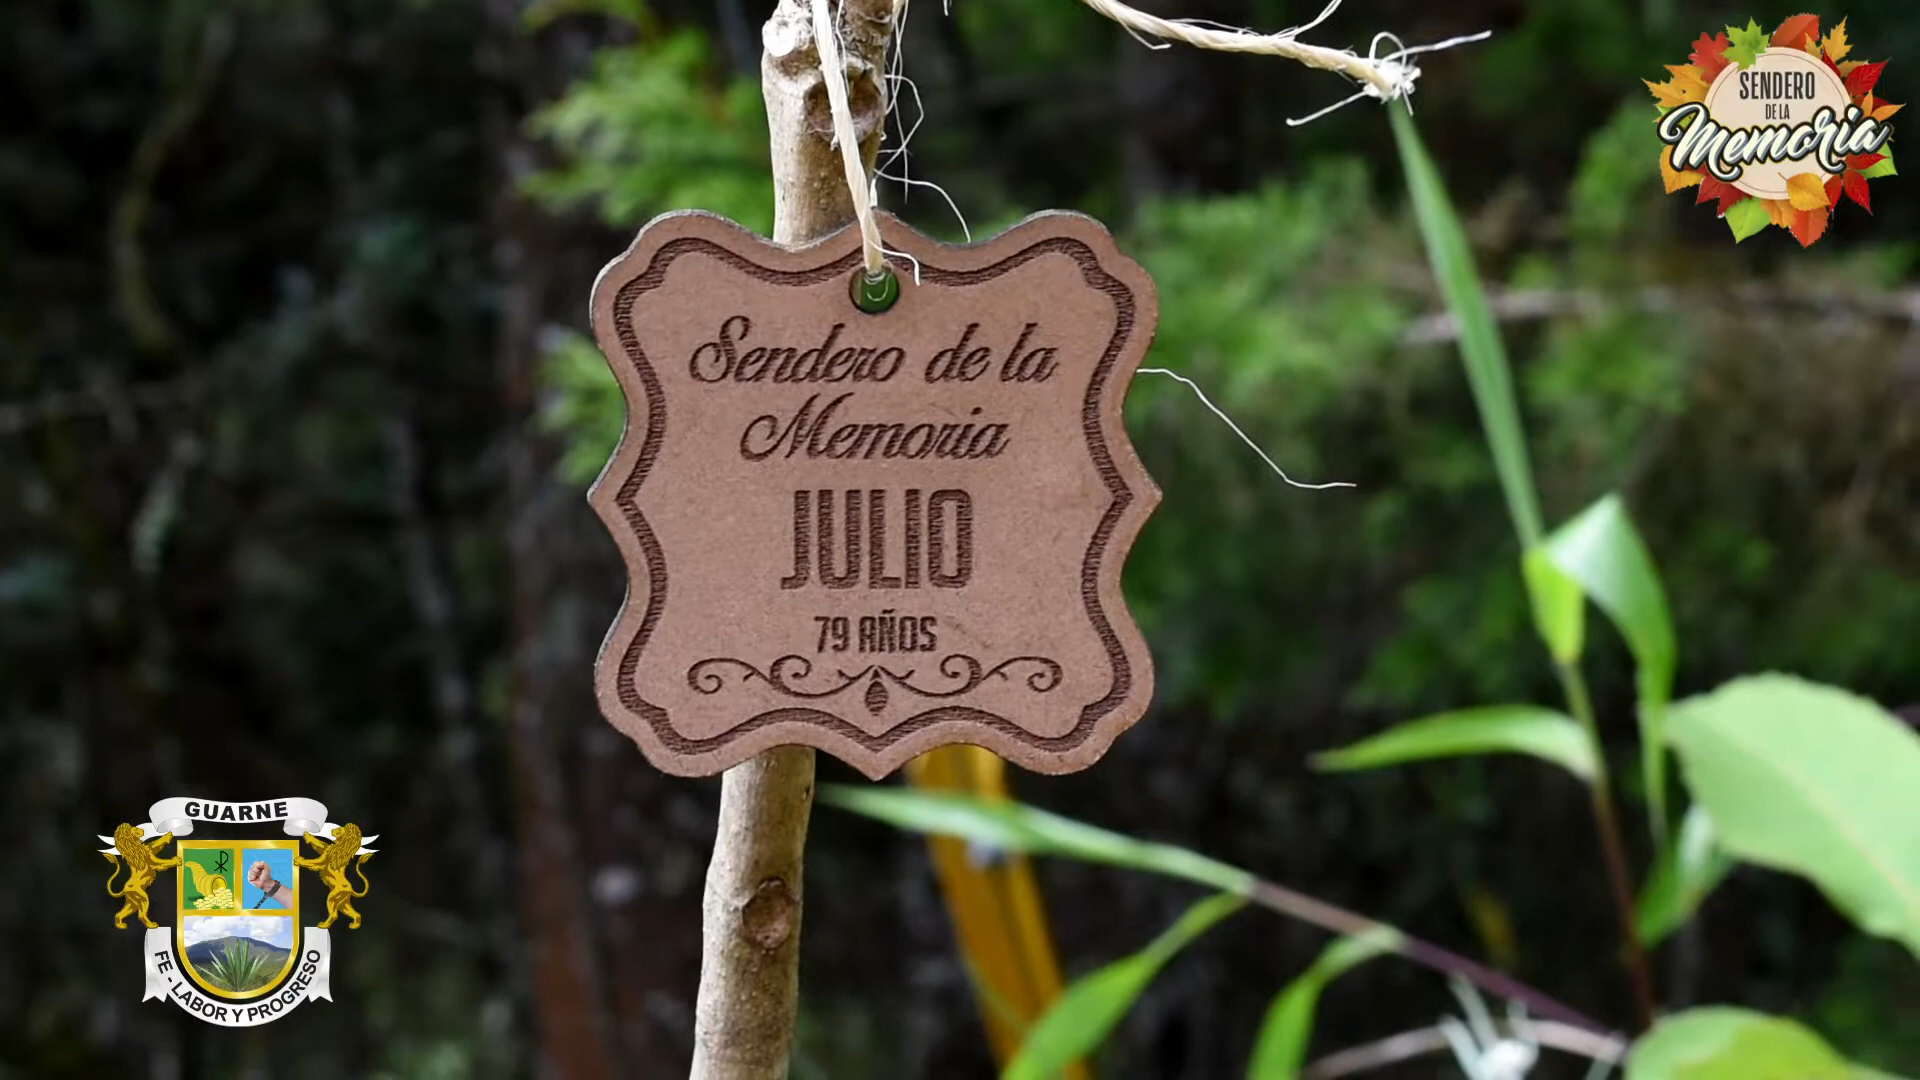 SENDERO
DE LA
Memoria
Sendero de la
Memoria
JULIO
79 AÑOS
GUARNE
FE - LABOR Y PROGRESO